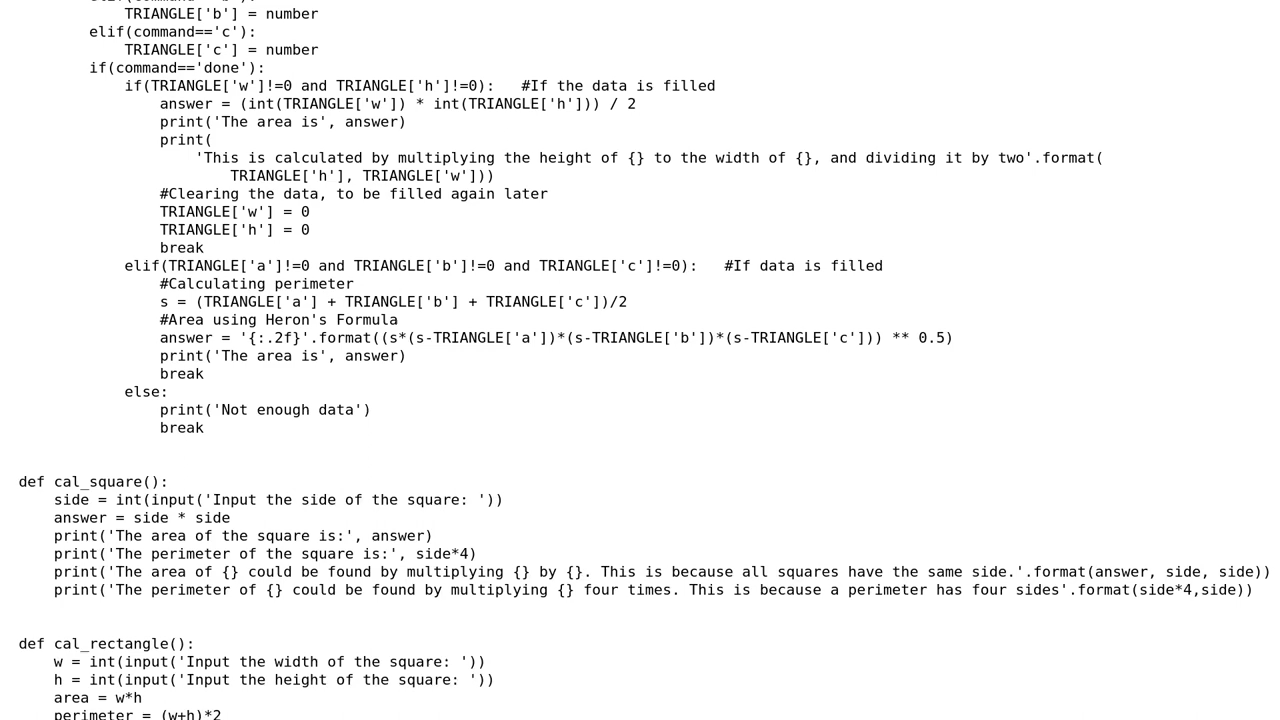 TRIANGLE['b'] = number
        elif(command=='c'):
            TRIANGLE['c'] = number
        if(command=='done'):
            if(TRIANGLE['w']!=0 and TRIANGLE['h']!=0):   #If the data is filled
                answer = (int(TRIANGLE['w']) * int(TRIANGLE['h'])) / 2
                print('The area is', answer)
                print(
                    'This is calculated by multiplying the height of {} to the width of {}, and dividing it by two'.format(
                        TRIANGLE['h'], TRIANGLE['w']))
                #Clearing the data, to be filled again later
                TRIANGLE['w'] = 0
                TRIANGLE['h'] = 0
                break
            elif(TRIANGLE['a']!=0 and TRIANGLE['b']!=0 and TRIANGLE['c']!=0):   #If data is filled
                #Calculating perimeter
                s = (TRIANGLE['a'] + TRIANGLE['b'] + TRIANGLE['c'])/2
                #Area using Heron's Formula
                answer = '{:.2f}'.format((s*(s-TRIANGLE['a'])*(s-TRIANGLE['b'])*(s-TRIANGLE['c'])) ** 0.5)
                print('The area is', answer)
                break
            else:
                print('Not enough data')
                break
def cal_square():
    side = int(input('Input the side of the square: '))
    answer = side * side
    print('The area of the square is:', answer)
    print('The perimeter of the square is:', side*4)
    print('The area of {} could be found by multiplying {} by {}. This is because all squares have the same side.'.format(answer, side, side))
    print('The perimeter of {} could be found by multiplying {} four times. This is because a perimeter has four sides'.format(side*4,side))
def cal_rectangle():
    w = int(input('Input the width of the square: '))
    h = int(input('Input the height of the square: '))
    area = w*h
    perimeter = (w+h)*2